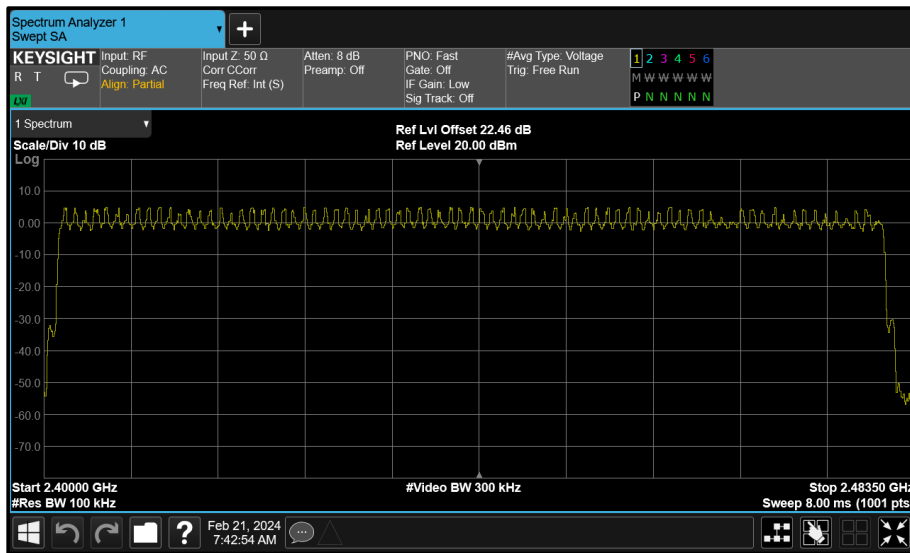 Spectrum Analyzer 1
Swept SA
KEYSIGHT
R T
LXI
Input: RF
Coupling: AC
Align: Partial
Input Z: 50 Ω
Corr CCorr
Freq Ref: Int (S)
Atten: 8 dB
Preamp: Off
PNO: Fast
Gate: Off
IF Gain: Low
Sig Track: Off
#Avg Type: Voltage
Trig: Free Run
1 2 3 4 5 6
M W W W W W
P N N N N N
1 Spectrum
Scale/Div 10 dB
Ref Lvl Offset 22.46 dB
Ref Level 20.00 dBm
Log
10.0
0.00
-10.0
-20.0
-30.0
-40.0
-50.0
-60.0
-70.0
Start 2.40000 GHz
#Video BW 300 kHz
Stop 2.48350 GHz
#Res BW 100 kHz
Sweep 8.00 ms (1001 pts
?
Feb 21, 2024
7:42:54 AM